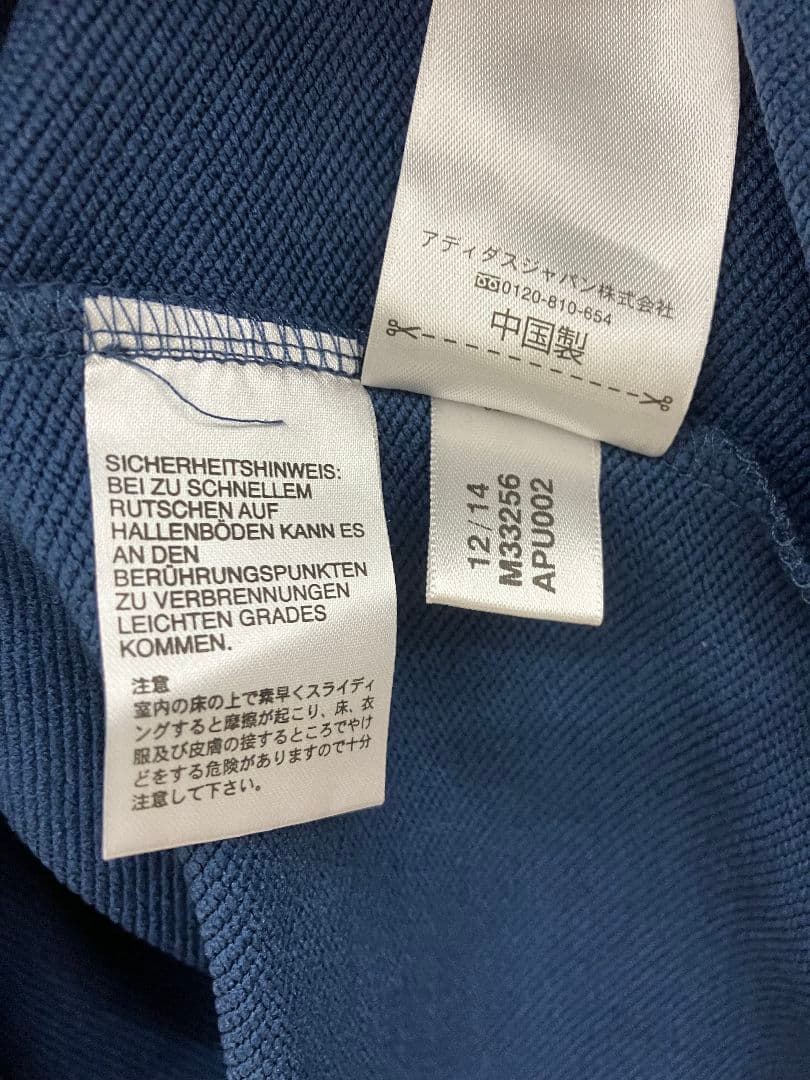 アディダスジャパン株式会社
0120-810-654
中国製
SICHERHEITSHINWEIS:
BEI ZU SCHNELLEM
RUTSCHEN AUF
HALLENBÖDEN KANN ES
AN DEN
BERÜHRUNGSPUNKTEN
ZU VERBRENNUNGEN
LEICHTEN GRADES
KOMMEN.
注意
室内の床の上で素早くスライディ
ングすると摩擦が起こり、床、衣
服及び皮膚の接するところでやけ
どをする危険がありますので十分
注意して下さい。
12/14
M33256
APU002